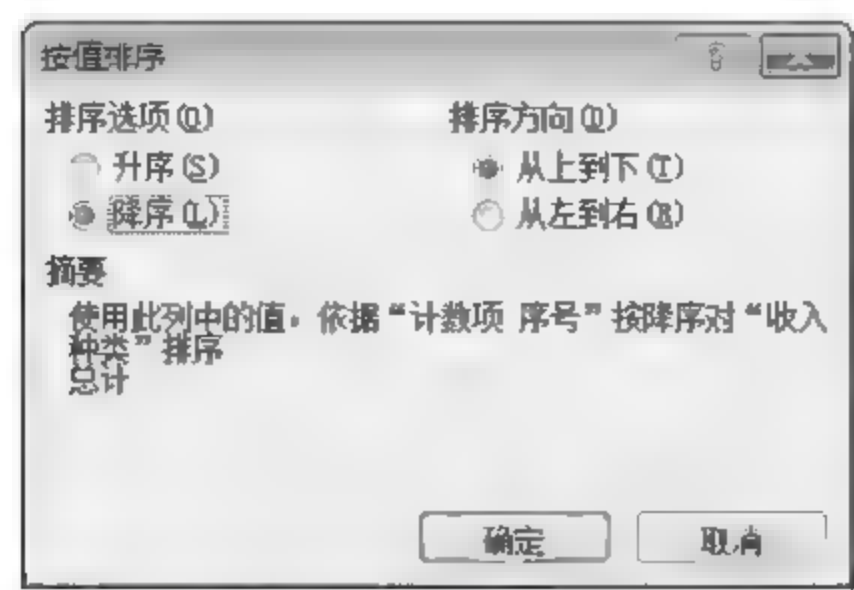 按值排序
排序选项(O) 排序方向(D)
升序(S) 从上到下(T)
降序(L) 从左到右(R)
摘要
使用此列中的值,依据“计数项 序号”按降序对“收入
种类”排序
总计
确定 取消